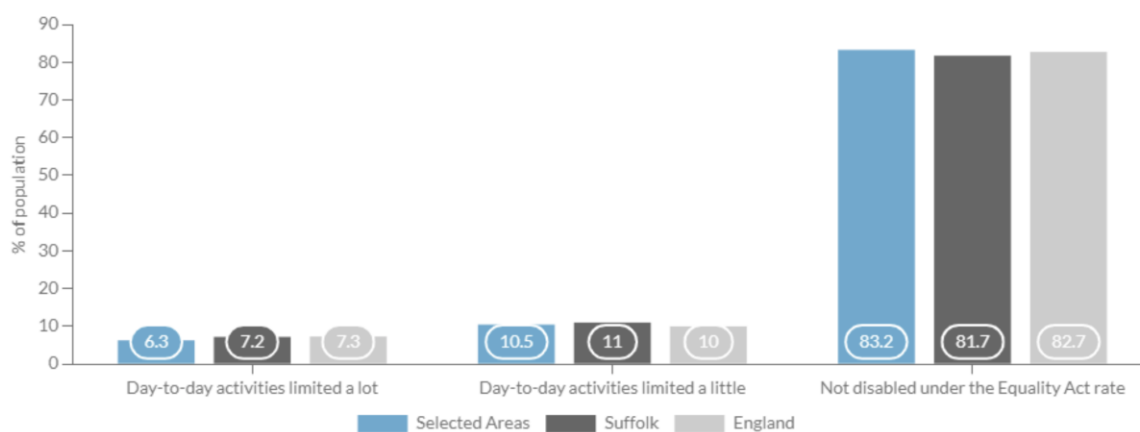 90
80
70
60
50
40
30
20
10
0
% of population
6.3 7.2 7.3 10.5 11 10 83.2 81.7 82.7
Day-to-day activities limited a lot Day-to-day activities limited a little Not disabled under the Equality Act rate
Selected Areas Suffolk England